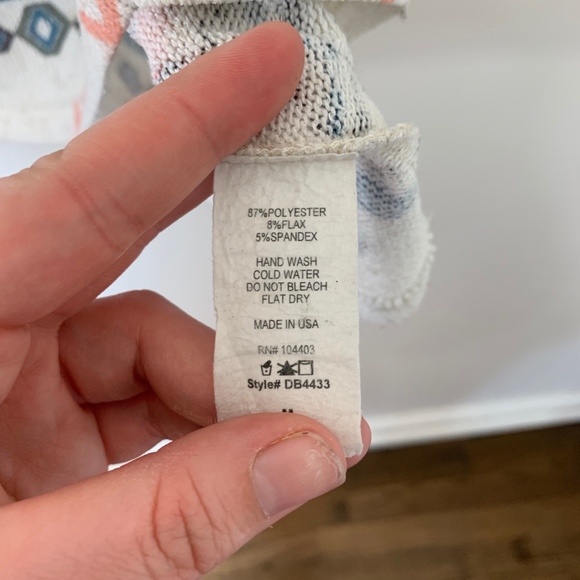 87%POLYESTER
8%FLAX
5%SPANDEX
HAND WASH
COLD WATER
DO NOT BLEACH
FLAT DRY
MADE IN USA
RN# 104403
Style# DB4433